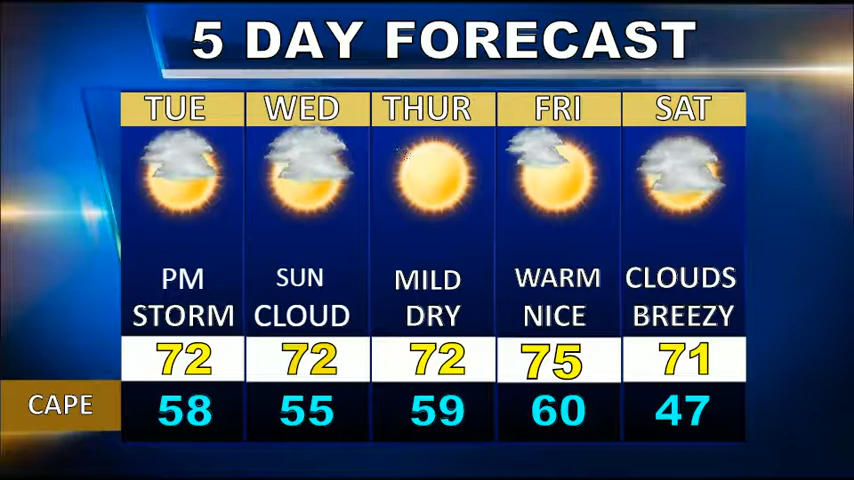 5 DAY FORECAST
TUE WED THUR FRI SAT
PM SUN MILD WARM CLOUDS
STORM CLOUD DRY NICE BREEZY
72 72 72 75 71
CAPE 58 55 59 60 47